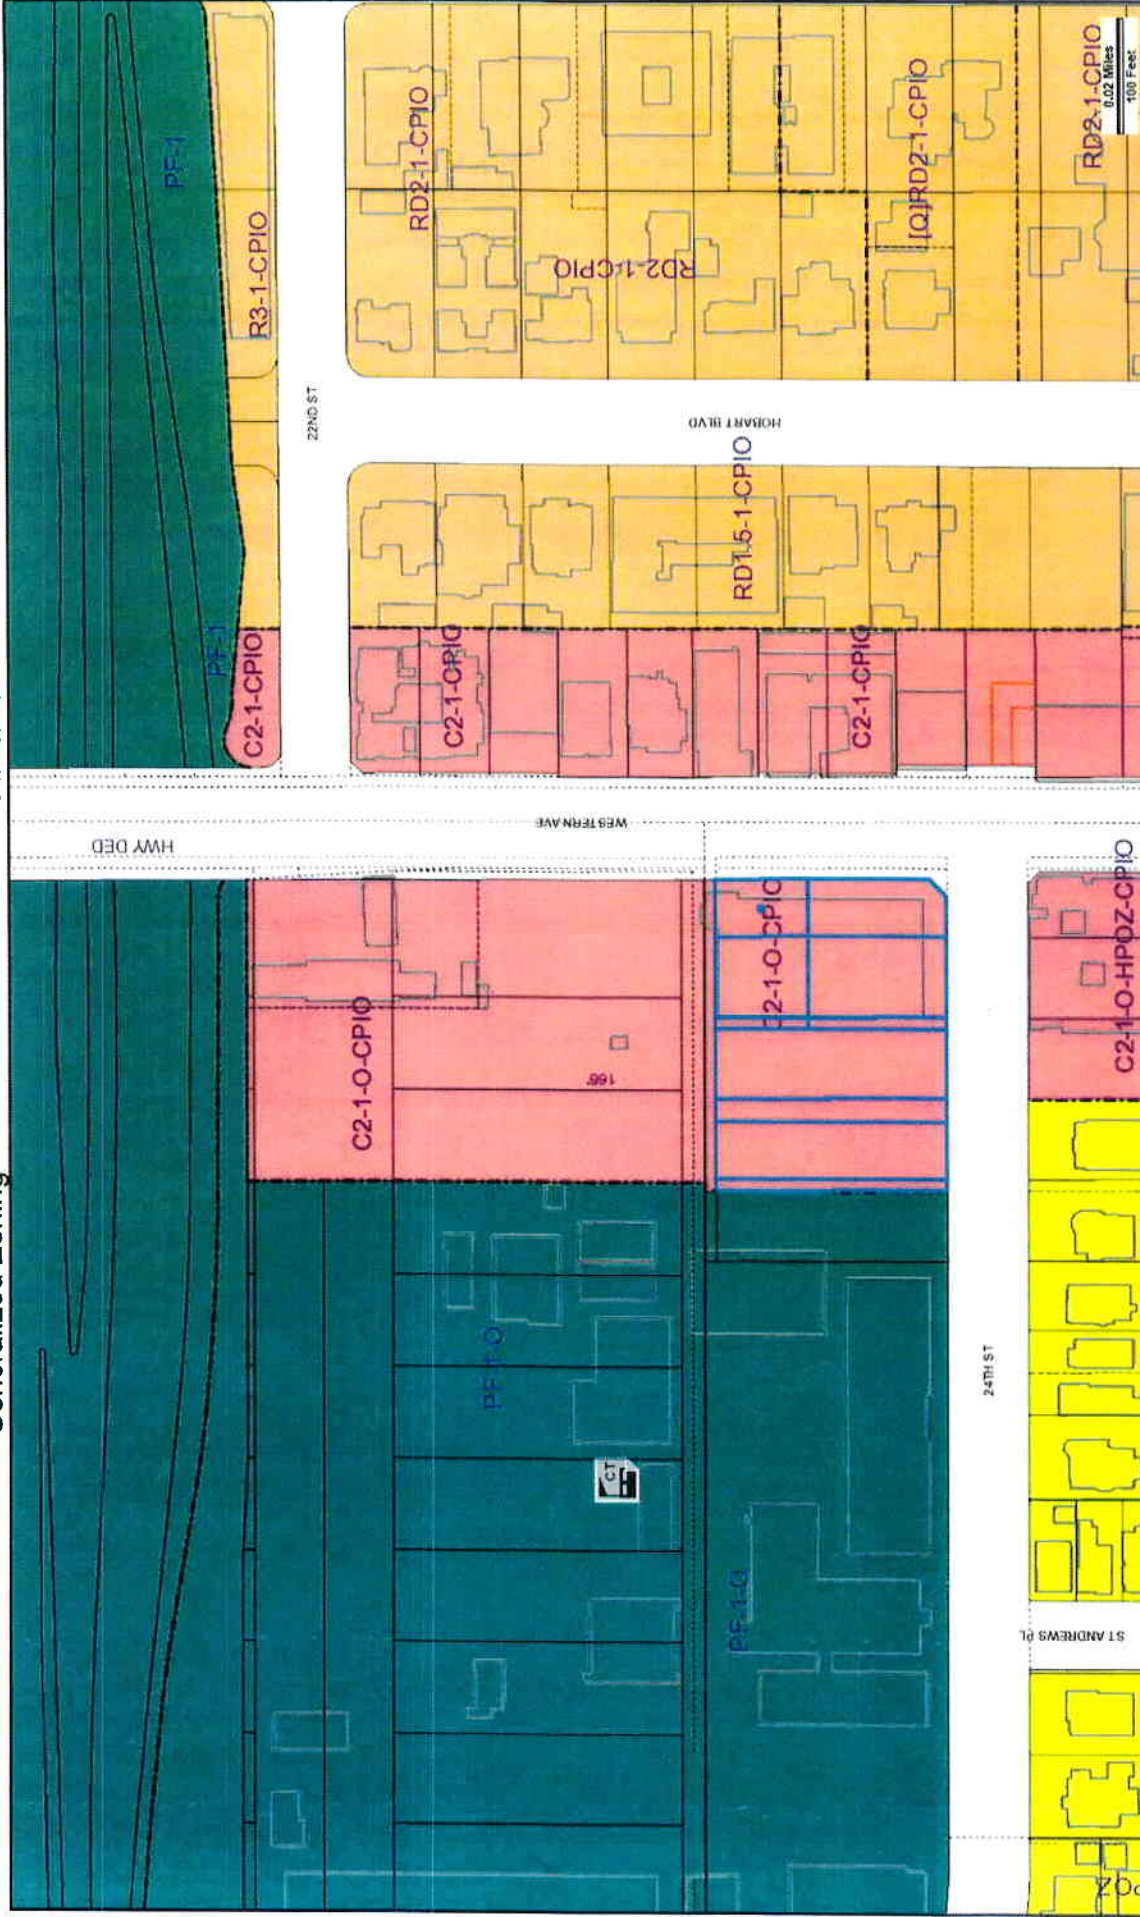 Generalized Zoning
PF-1
R3-1-CPIO
PF-1
C2-1-CPIO
22ND ST
RD2-1-CPIO
RD2-1-CPIO
[Q]RD2-1-CPIO
RD2-1-CPIO
0.02 Miles
100 Feet
HOBART BLVD
RD1.5-1-CPIO
C2-1-CPIO
C2-1-CPIO
WESTERN AVE
HWY DED
C2-1-O-CPIO
166'
C2-1-O-CPIO
C2-1-O-HPOZ-CPIO
PF-1-O
CT
PF-1-O
24TH ST
ST ANDREWS PL